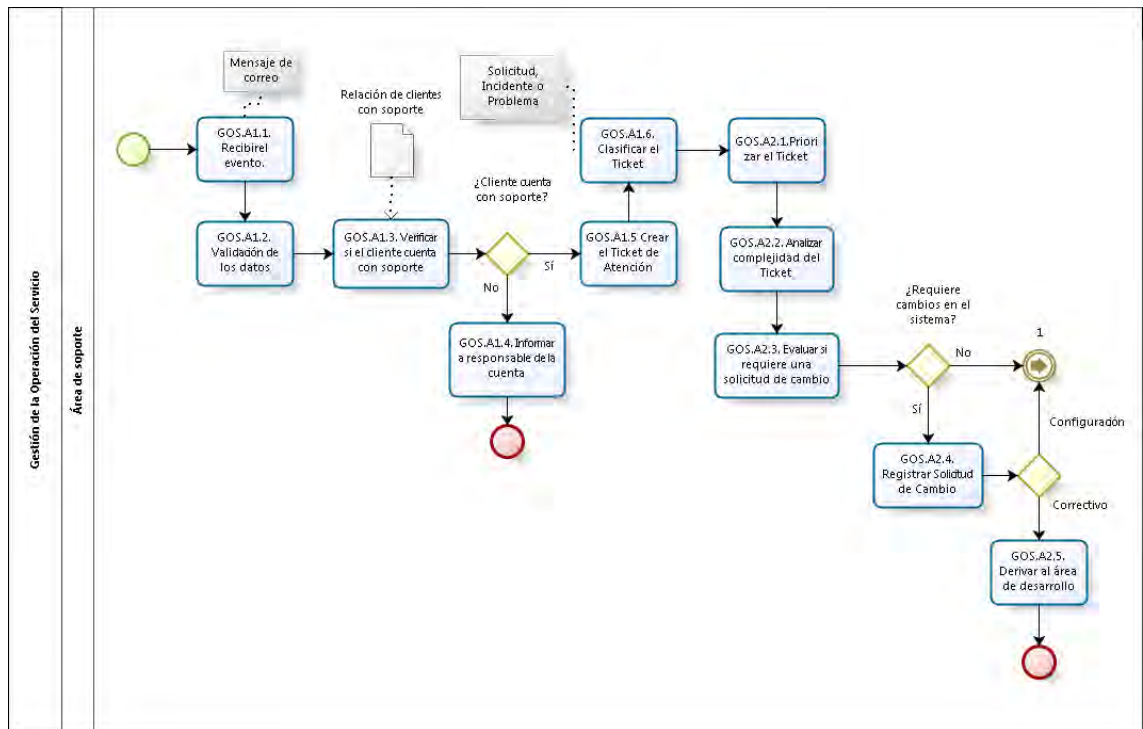 Gestión de la Operación del Servicio
Área de soporte
Mensaje de
correo
GOS.A1.1.
Recibirel
evento.
GOS.A1.2.
Validación de
los datos
Relación de clientes
con soporte
GOS.A1.3. Verificar
si el cliente cuenta
con soporte
¿Cliente cuenta
con soporte?
Sí
No
GOS.A1.4. Informar
a responsable de la
cuenta
GOS.A1.5 Crear
el Ticket de
Atención
Solicitud,
Incidente o
Problema
GOS.A1.6.
Clasificar el
Ticket
GOS.A2.1.Priori
zar el Ticket
GOS.A2.2. Analizar
complejidad del
Ticket
GOS.A2.3. Evaluar si
requiere una
solicitud de cambio
¿Requiere
cambios en el
sistema?
No
1
Sí
GOS.A2.4.
Registrar Solicitud
de Cambio
Configuración
Correctivo
GOS.A2.5.
Derivar al área
de desarrollo